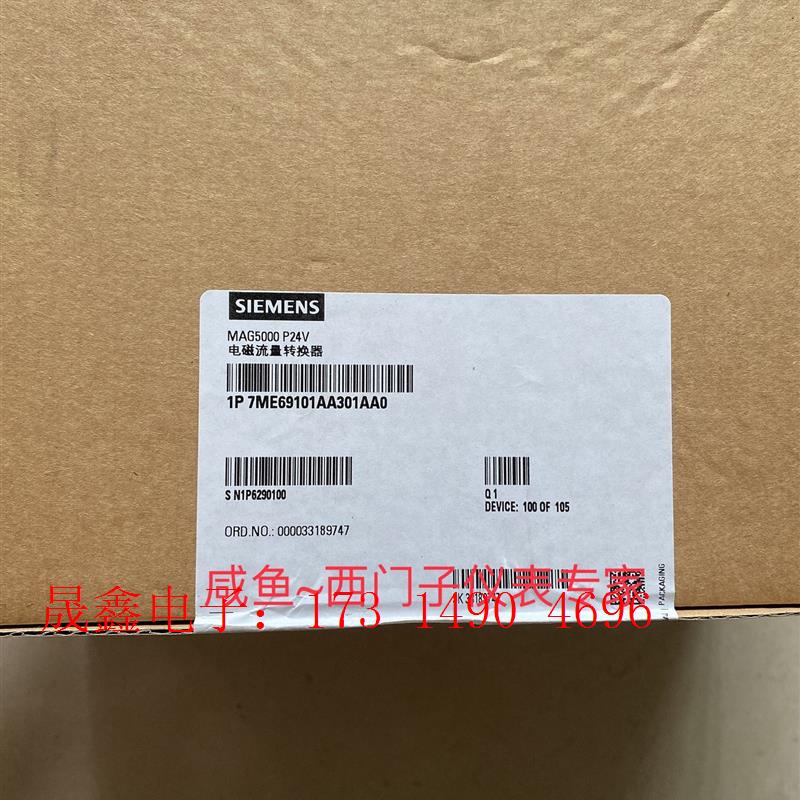 SIEMENS
MAG5000 P24V
电磁流量转换器
1P 7ME69101AA301AA0
S N1P6290100
Q 1
DEVICE: 100 OF 105
ORD.NO.: 000033189747
咸鱼~西门子仪表专家
晟鑫电子: 173 1490 4696
PACKAGING